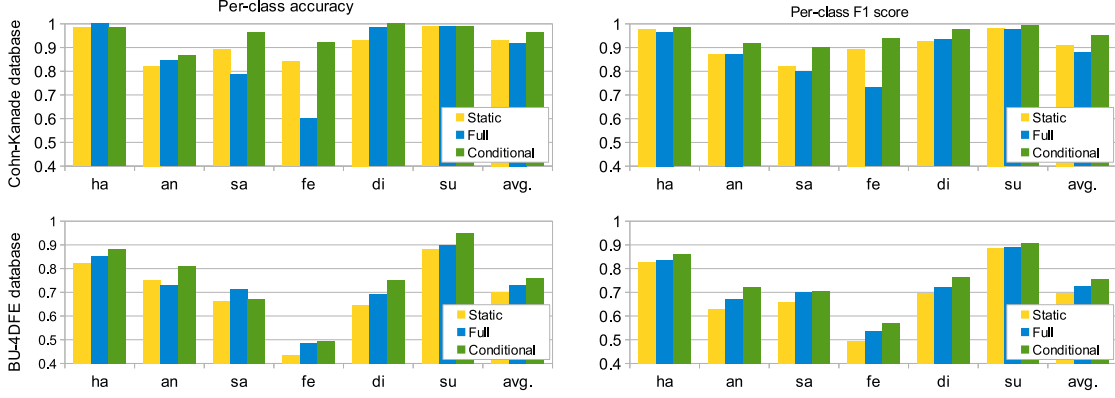 Per-class accuracy
Cohn-Kanade database
1
0.9
0.8
0.7
0.6
0.5
0.4
Static
Full
Conditional
ha an sa fe di su avg.
Per-class F1 score
1
0.9
0.8
0.7
0.6
0.5
0.4
Static
Full
Conditional
ha an sa fe di su avg.
BU-4DFE database
1
0.9
0.8
0.7
0.6
0.5
0.4
Static
Full
Conditional
ha an sa fe di su avg.
1
0.9
0.8
0.7
0.6
0.5
0.4
Static
Full
Conditional
ha an sa fe di su avg.